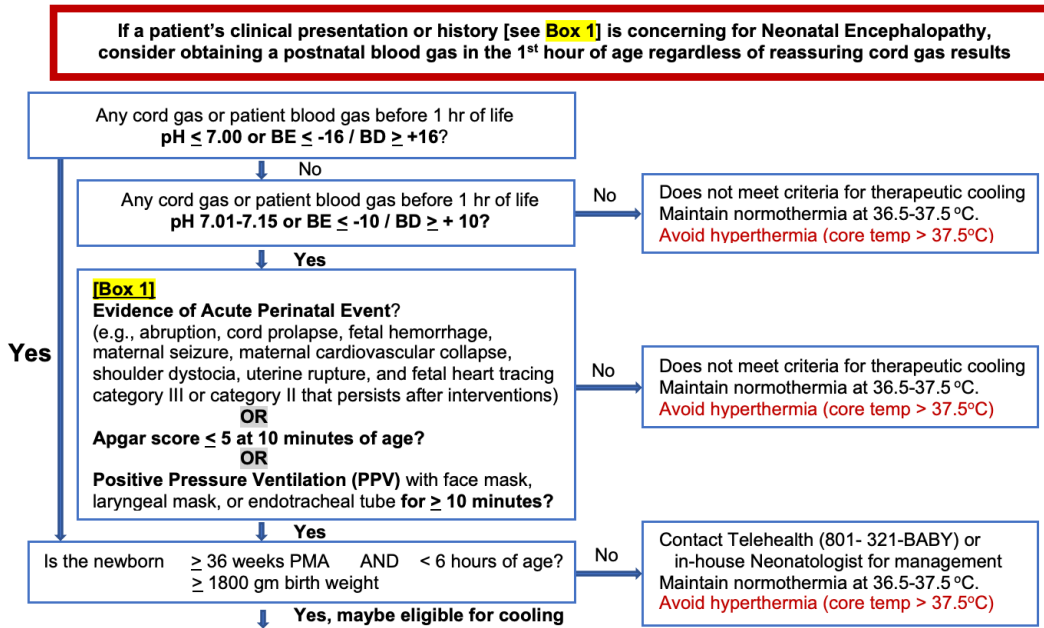 If a patient's clinical presentation or history [see Box 1] is concerning for Neonatal Encephalopathy,
consider obtaining a postnatal blood gas in the 1st hour of age regardless of reassuring cord gas results
Any cord gas or patient blood gas before 1 hr of life
pH ≤ 7.00 or BE ≤ -16 / BD ≥ +16?
No
Any cord gas or patient blood gas before 1 hr of life
pH 7.01-7.15 or BE ≤ -10 / BD ≥ + 10?
No
Does not meet criteria for therapeutic cooling
Maintain normothermia at 36.5-37.5 °C.
Avoid hyperthermia (core temp > 37.5°C)
Yes
[Box 1]
Evidence of Acute Perinatal Event?
(e.g., abruption, cord prolapse, fetal hemorrhage,
maternal seizure, maternal cardiovascular collapse,
shoulder dystocia, uterine rupture, and fetal heart tracing
category III or category II that persists after interventions)
OR
Apgar score ≤ 5 at 10 minutes of age?
OR
Positive Pressure Ventilation (PPV) with face mask,
laryngeal mask, or endotracheal tube for ≥ 10 minutes?
No
Does not meet criteria for therapeutic cooling
Maintain normothermia at 36.5-37.5 °C.
Avoid hyperthermia (core temp > 37.5°C)
Yes
Yes
Is the newborn ≥ 36 weeks PMA AND < 6 hours of age?
≥ 1800 gm birth weight
No
Contact Telehealth (801- 321-BABY) or
in-house Neonatologist for management
Maintain normothermia at 36.5-37.5 °C.
Avoid hyperthermia (core temp > 37.5°C)
Yes, maybe eligible for cooling